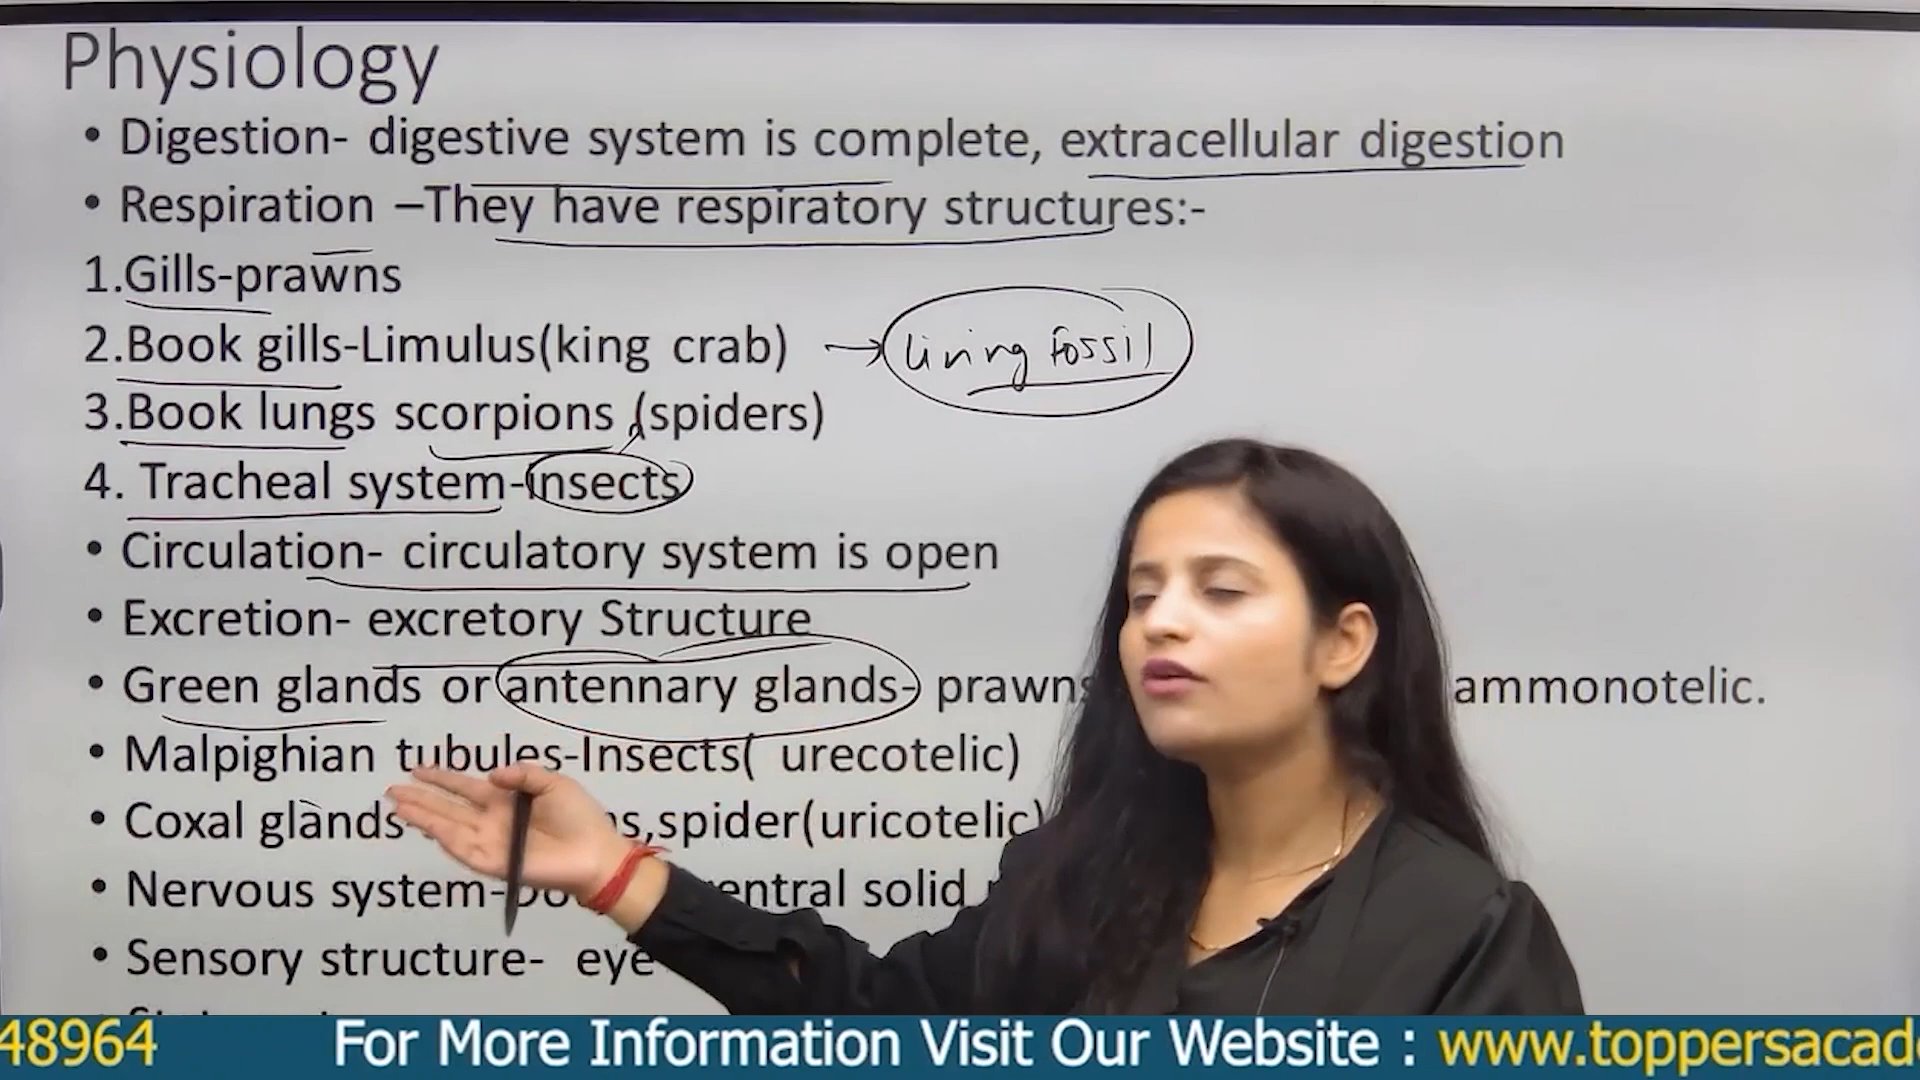 Physiology
• Digestion- digestive system is complete, extracellular digestion
• Respiration –They have respiratory structures:-
1.Gills-prawns
2.Book gills-Limulus(king crab) → living fossil
3.Book lungs scorpions (spiders)
4. Tracheal system-insects
• Circulation- circulatory system is open
• Excretion- excretory Structure
• Green glands or antennary glands- prawns ammonotelic.
• Malpighian tubules-Insects( urecotelic)
• Coxal glands- spider(uricotelic)
• Nervous system- ventral solid
• Sensory structure- eye
48964 For More Information Visit Our Website : www.toppersacad